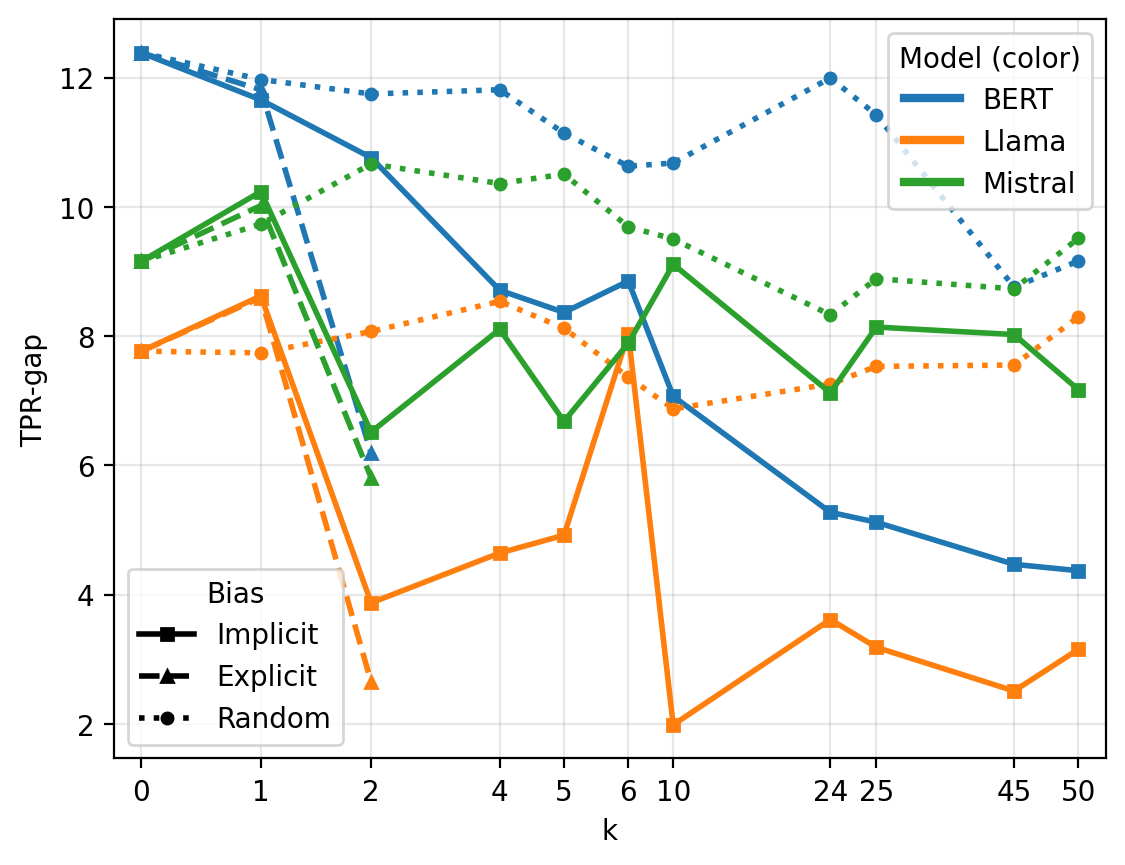 TPR-gap
12
10
8
6
4
2
Model (color)
BERT
Llama
Mistral
Bias
Implicit
Explicit
Random
0 1 2 4 5 6 10 24 25 45 50
k